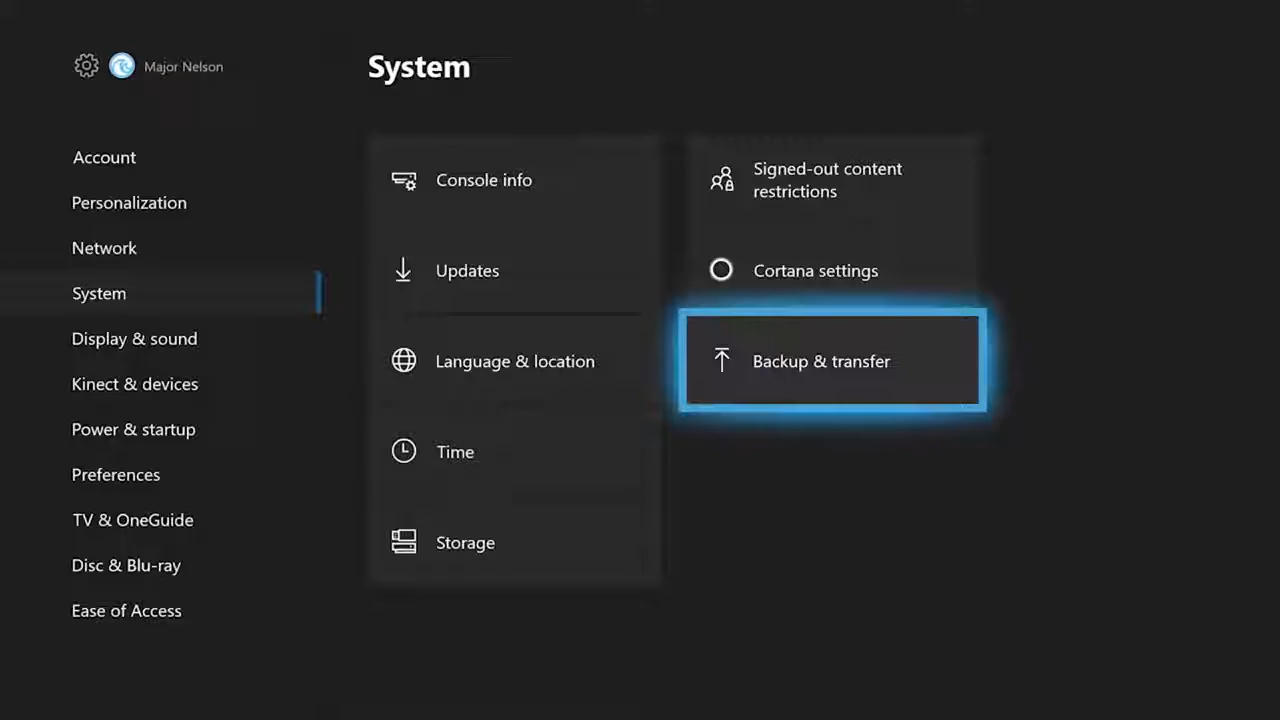 Major Nelson
System
Account
Personalization
Network
System
Display & sound
Kinect & devices
Power & startup
Preferences
TV & OneGuide
Disc & Blu-ray
Ease of Access
Console info
Updates
Language & location
Time
Storage
Signed-out content
restrictions
Cortana settings
Backup & transfer